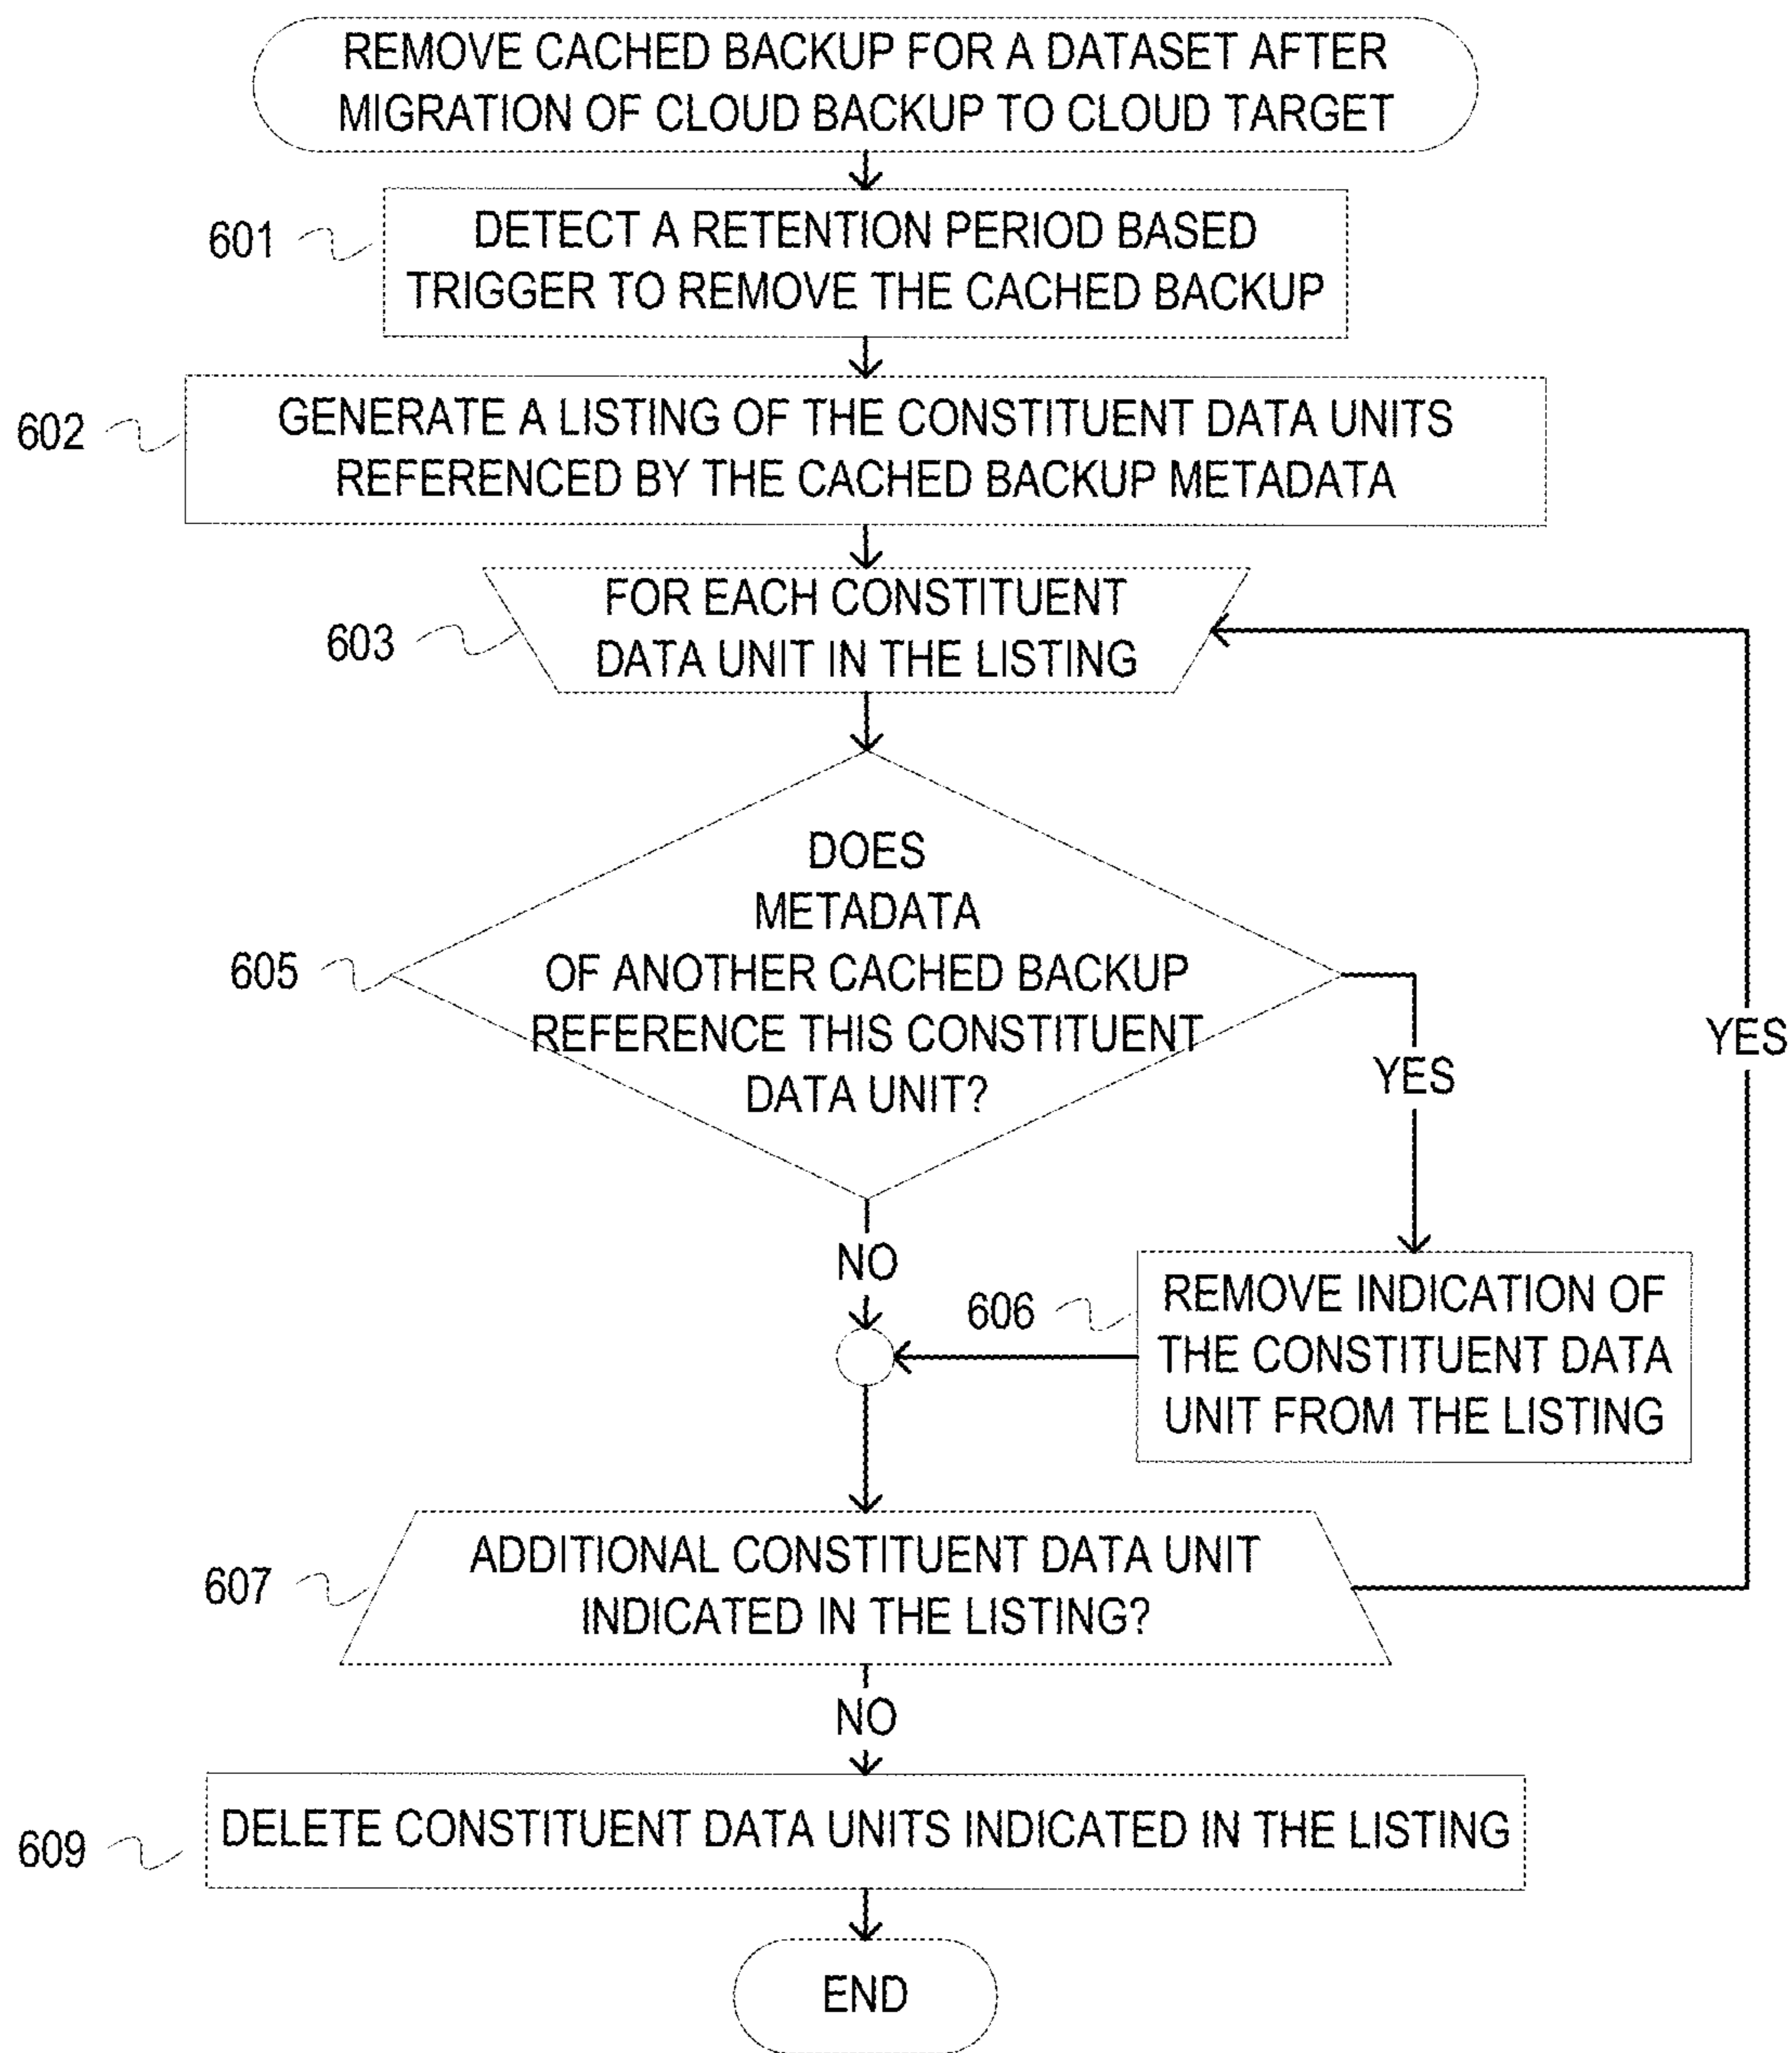 REMOVE CACHED BACKUP FOR A DATASET AFTER
MIGRATION OF CLOUD BACKUP TO CLOUD TARGET
601
DETECT A RETENTION PERIOD BASED
TRIGGER TO REMOVE THE CACHED BACKUP
602
GENERATE A LISTING OF THE CONSTITUENT DATA UNITS
REFERENCED BY THE CACHED BACKUP METADATA
603
FOR EACH CONSTITUENT
DATA UNIT IN THE LISTING
605
DOES
METADATA
OF ANOTHER CACHED BACKUP
REFERENCE THIS CONSTITUENT
DATA UNIT?
YES
YES
NO
606
REMOVE INDICATION OF
THE CONSTITUENT DATA
UNIT FROM THE LISTING
607
ADDITIONAL CONSTITUENT DATA UNIT
INDICATED IN THE LISTING?
NO
609
DELETE CONSTITUENT DATA UNITS INDICATED IN THE LISTING
END